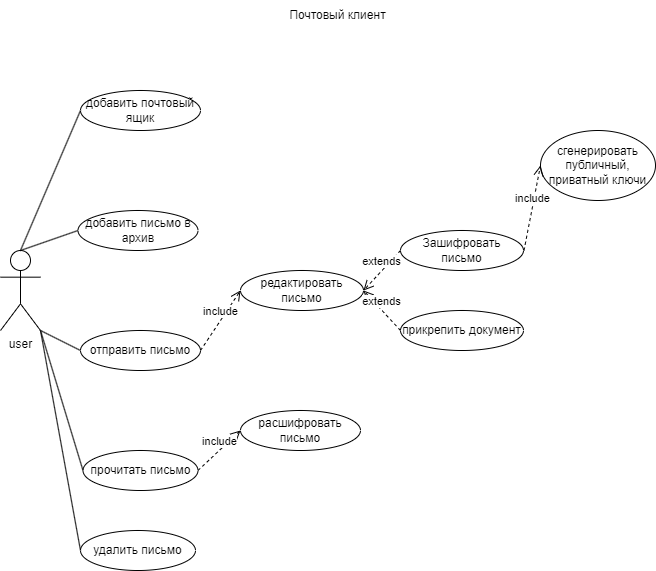 Почтовый клиент
добавить почтовый
ящик
сгенерировать
публичный,
приватный ключи
include
добавить письмо в
архив
Зашифровать
письмо
extends
редактировать
письмо
extends
include
прикрепить документ
user
отправить письмо
расшифровать
письмо
include
прочитать письмо
удалить письмо